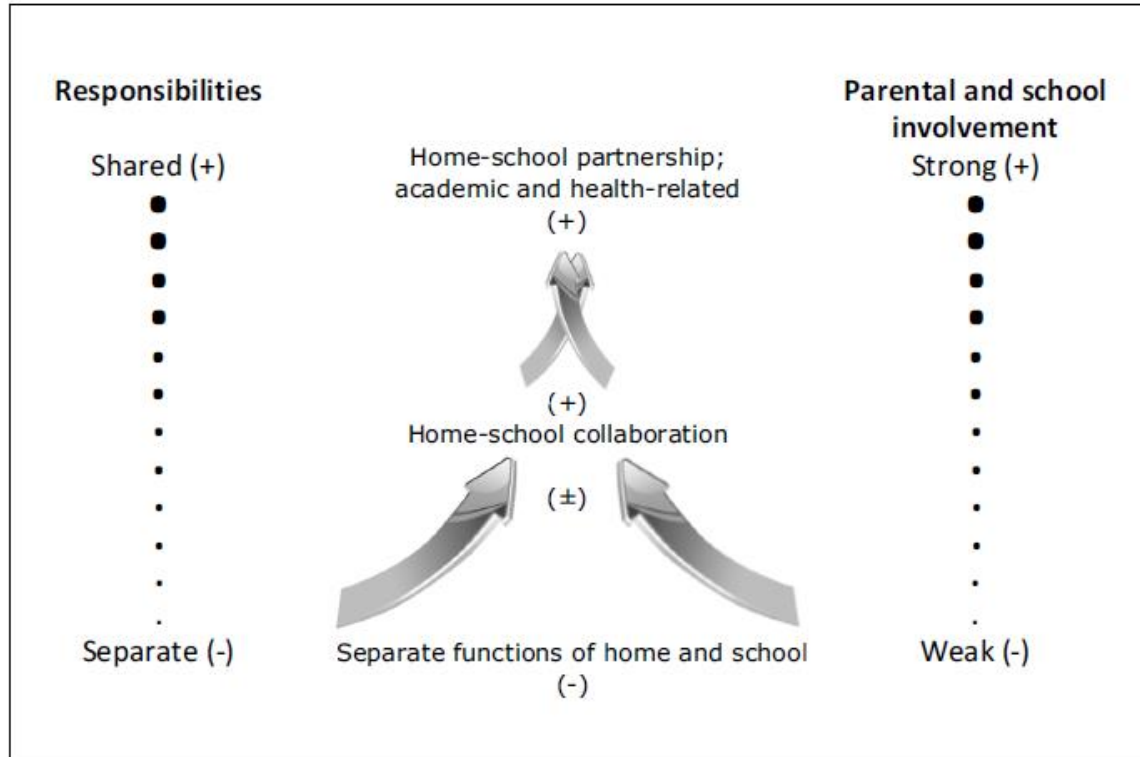 Responsibilities
Shared (+)
Separate (-)
Home-school partnership;
academic and health-related
(+)
(+)
Home-school collaboration
(±)
Separate functions of home and school
(-)
Parental and school
involvement
Strong (+)
Weak (-)